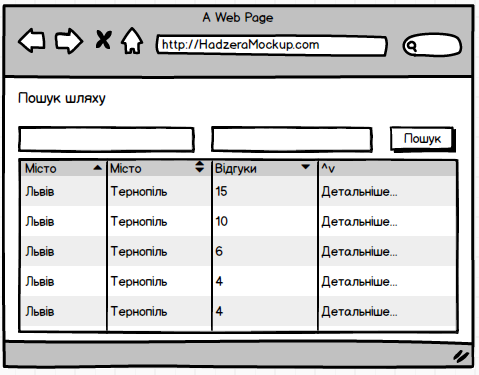 A Web Page
http://HadzeraMockup.com
Пошук шляху
Пошук
Місто Місто Відгуки ^v
Львів Тернопіль 15 Детальніше...
Львів Тернопіль 10 Детальніше...
Львів Тернопіль 6 Детальніше...
Львів Тернопіль 4 Детальніше...
Львів Тернопіль 4 Детальніше...